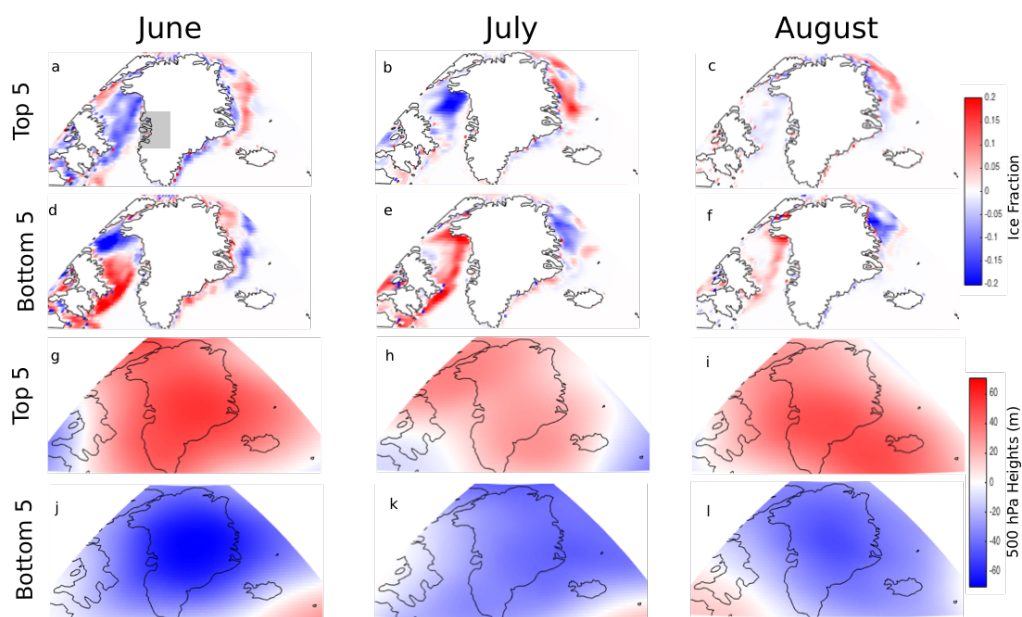 June July August
Top 5
a b c
0.2
0.15
0.1
0.05
0
-0.05
-0.1
-0.15
-0.2
Ice Fraction
Bottom 5
d e f
Top 5
g h i
60
40
20
0
-20
-40
-60
500 hPa Heights (m)
Bottom 5
j k l